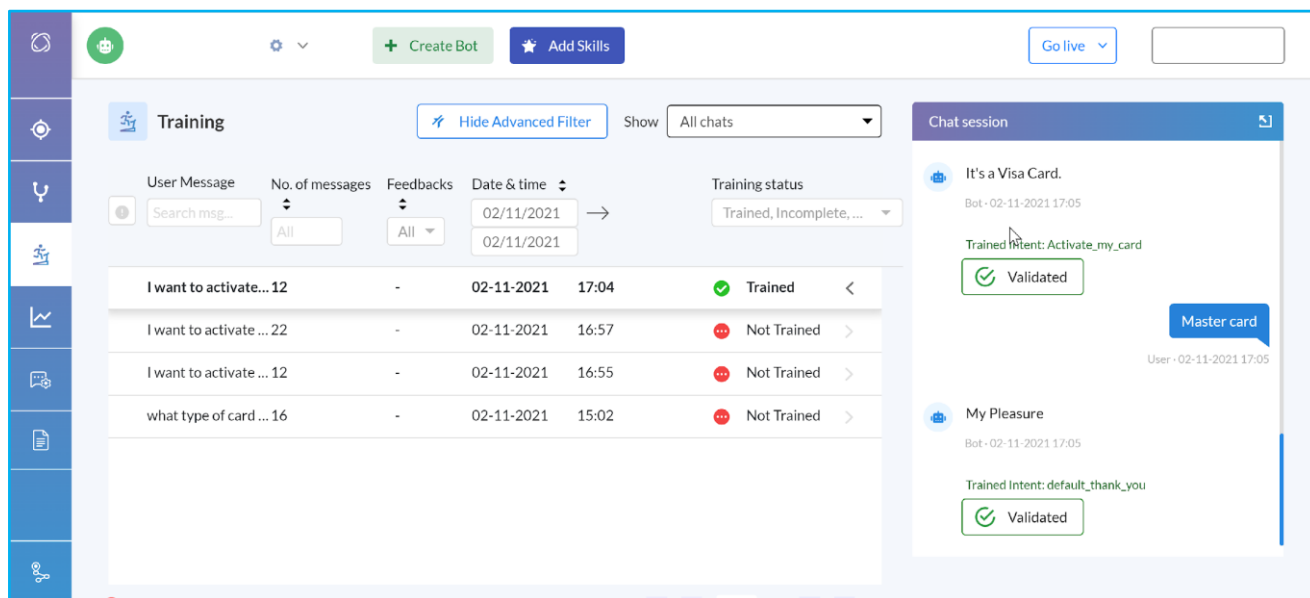 Create Bot
Add Skills
Go live
Training
Hide Advanced Filter
Show
All chats
User Message
No. of messages
Feedbacks
Date & time
Training status
Search msg...
All
All
02/11/2021
02/11/2021
Trained, Incomplete, ...
I want to activate... 12 - 02-11-2021 17:04 Trained
I want to activate ... 22 - 02-11-2021 16:57 Not Trained
I want to activate ... 12 - 02-11-2021 16:55 Not Trained
what type of card ... 16 - 02-11-2021 15:02 Not Trained
Chat session
It's a Visa Card.
Bot - 02-11-2021 17:05
Trained Intent: Activate_my_card
Validated
Master card
User - 02-11-2021 17:05
My Pleasure
Bot - 02-11-2021 17:05
Trained Intent: default_thank_you
Validated